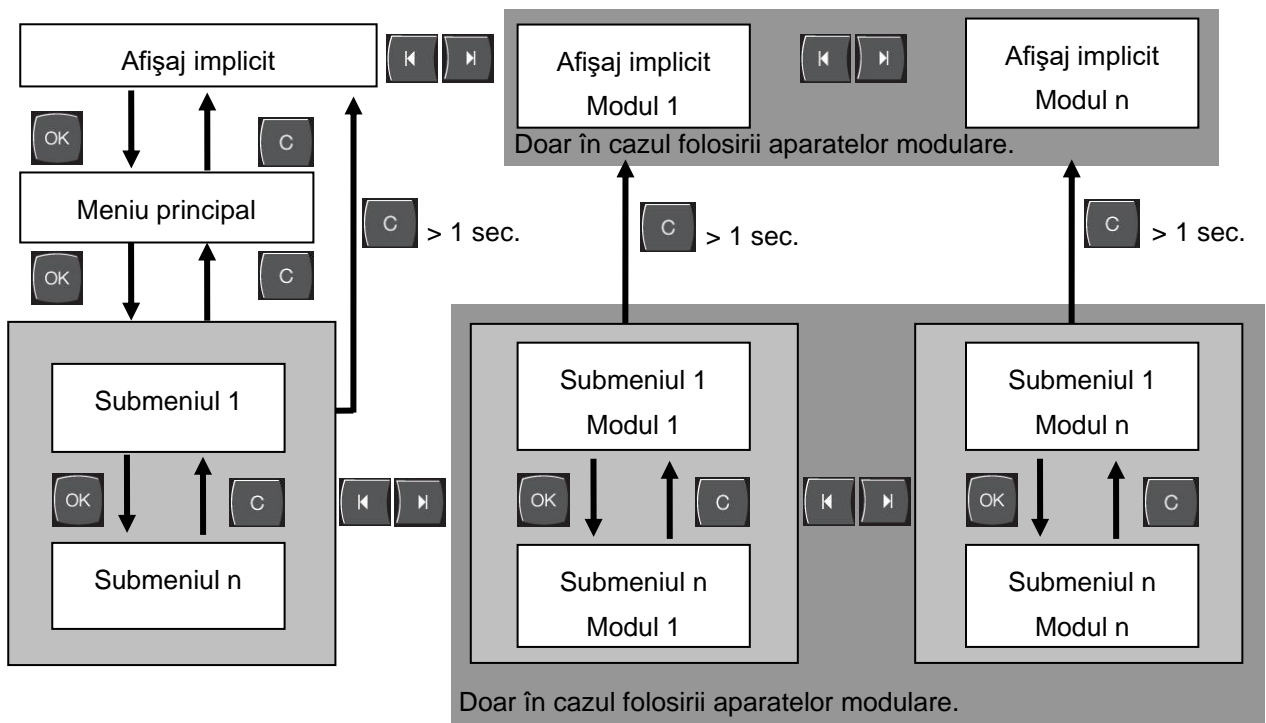 Afişaj implicit
Afişaj implicit
Modul 1
Afişaj implicit
Modul n
Doar în cazul folosirii aparatelor modulare.
OK
C
Meniu principal
C
> 1 sec.
C
> 1 sec.
C
> 1 sec.
OK
C
Submeniul 1
OK
C
Submeniul n
Submeniul 1
Modul 1
OK
C
Submeniul n
Modul 1
Submeniul 1
Modul n
OK
C
Submeniul n
Modul n
Doar în cazul folosirii aparatelor modulare.